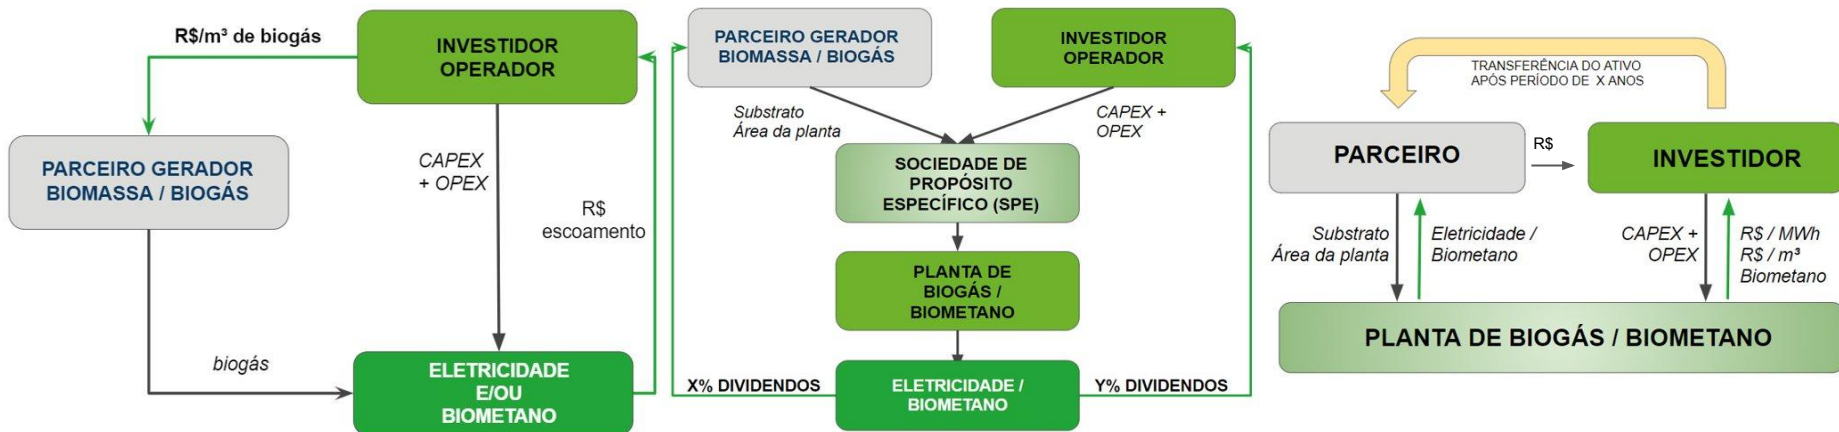 R$/m³ de biogás
INVESTIDOR
OPERADOR
PARCEIRO GERADOR
BIOMASSA / BIOGÁS
CAPEX
+ OPEX
R$
escoamento
biogás
ELETRICIDADE
E/OU
BIOMETANO
PARCEIRO GERADOR
BIOMASSA / BIOGÁS
INVESTIDOR
OPERADOR
Substrato
Área da planta
CAPEX +
OPEX
SOCIEDADE DE
PROPÓSITO
ESPECÍFICO (SPE)
PLANTA DE
BIOGÁS /
BIOMETANO
X% DIVIDENDOS
ELETRICIDADE /
BIOMETANO
Y% DIVIDENDOS
TRANSFERÊNCIA DO ATIVO
APÓS PERÍODO DE X ANOS
PARCEIRO
R$
INVESTIDOR
Substrato
Área da planta
Eletricidade /
Biometano
CAPEX +
OPEX
R$ / MWh
R$ / m³
Biometano
PLANTA DE BIOGÁS / BIOMETANO